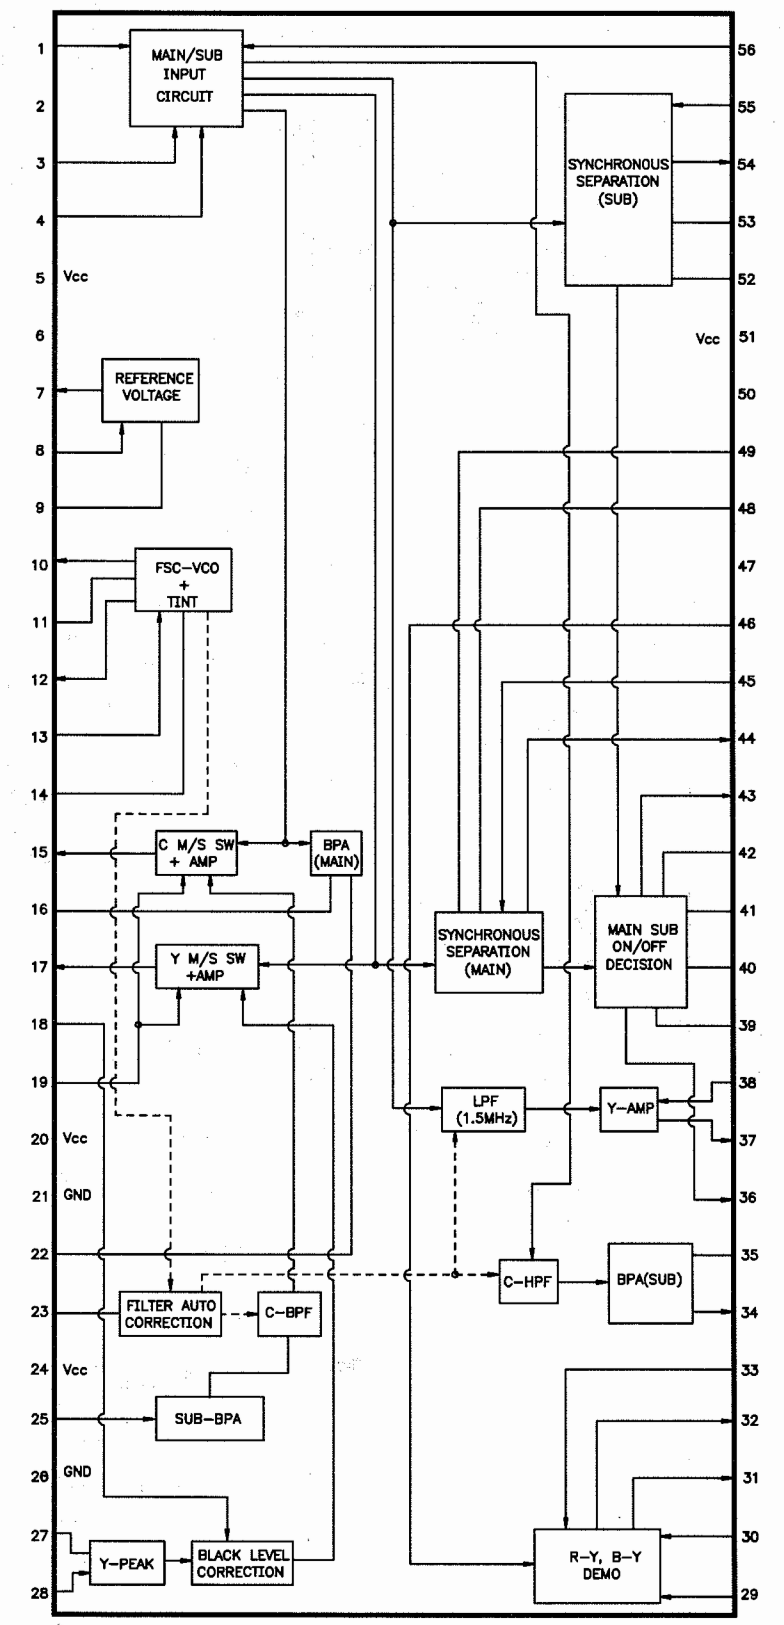 1
MAIN/SUB
INPUT
CIRCUIT
56
2
55
3
SYNCHRONOUS
SEPARATION
(SUB)
54
4
53
5 Vcc
52
6
Vcc 51
7
REFERENCE
VOLTAGE
50
8
49
9
48
10
FSC-VCO
+
TINT
47
11
46
12
45
13
44
14
43
15
C M/S SW
+ AMP
BPA
(MAIN)
42
16
41
17
Y M/S SW
+AMP
SYNCHRONOUS
SEPARATION
(MAIN)
MAIN SUB
ON/OFF
DECISION
40
18
39
19
38
LPF
(1.5MHz)
Y-AMP
20 Vcc
37
21 GND
36
22
35
C-HPF
BPA(SUB)
23
FILTER AUTO
CORRECTION
C-BPF
34
24 Vcc
33
25
SUB-BPA
32
26 GND
31
27
30
Y-PEAK
BLACK LEVEL
CORRECTION
R-Y, B-Y
DEMO
28
29